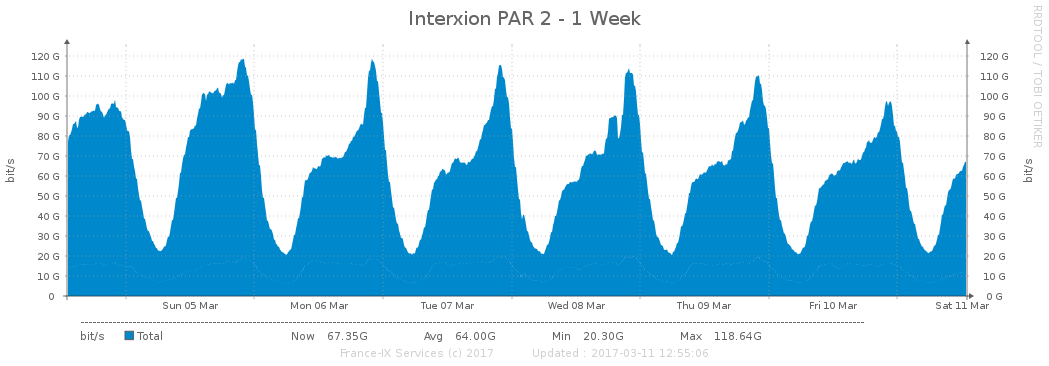 Interxion PAR 2 - 1 Week
RRDTOOL / TOBI OETIKER
120 G 120 G
110 G 110 G
100 G 100 G
90 G 90 G
80 G 80 G
70 G 70 G
60 G 60 G
50 G 50 G
40 G 40 G
30 G 30 G
20 G 20 G
10 G 10 G
0 0 G
bit/s
bit/s
Sun 05 Mar Mon 06 Mar Tue 07 Mar Wed 08 Mar Thu 09 Mar Fri 10 Mar Sat 11 Mar
bit/s Total Now 67.35G Avg 64.00G Min 20.30G Max 118.64G
France-IX Services (c) 2017 Updated : 2017-03-11 12:55:06